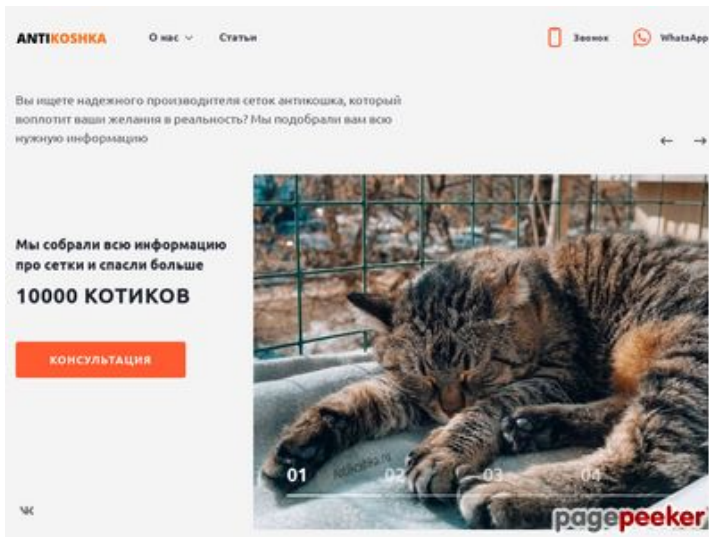 ANTIKOSHKA
О нас
Статьи
Звонок
WhatsApp
Вы ищете надежного производителя сеток антикошка, который
воплотит ваши желания в реальность? Мы подобрали вам всю
нужную информацию
Мы собрали всю информацию
про сетки и спасли больше
10000 КОТИКОВ
КОНСУЛЬТАЦИЯ
01
Antikoshka.ru
02
03
04
pagepeeker